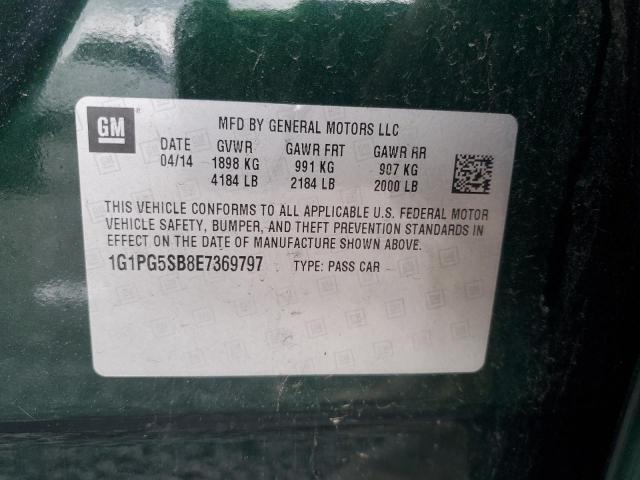 GM
MFD BY GENERAL MOTORS LLC
DATE GVWR GAWR FRT GAWR RR
04/14 1898 KG 991 KG 907 KG
4184 LB 2184 LB 2000 LB
THIS VEHICLE CONFORMS TO ALL APPLICABLE U.S. FEDERAL MOTOR
VEHICLE SAFETY, BUMPER, AND THEFT PREVENTION STANDARDS IN
EFFECT ON THE DATE OF MANUFACTURE SHOWN ABOVE.
1G1PG5SB8E7369797 TYPE: PASS CAR